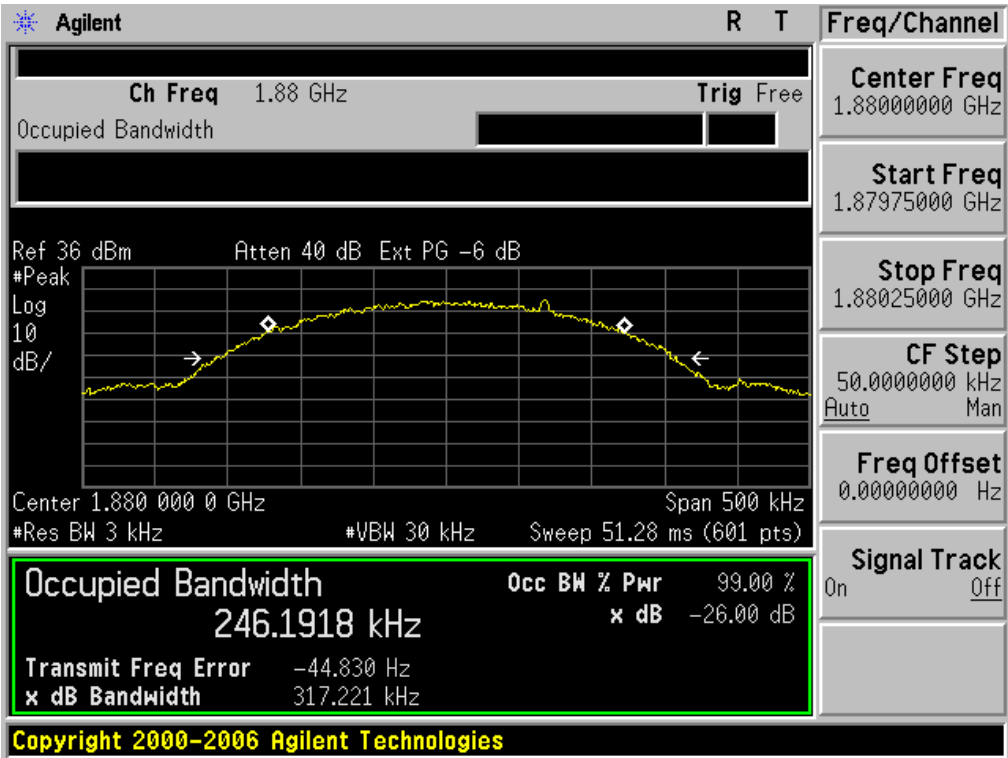 Agilent R T
Freq/Channel
Ch Freq 1.88 GHz Trig Free
Occupied Bandwidth
Center Freq
1.88000000 GHz
Start Freq
1.87975000 GHz
Stop Freq
1.88025000 GHz
CF Step
50.0000000 kHz
Auto Man
Freq Offset
0.00000000 Hz
Signal Track
On Off
Ref 36 dBm Atten 40 dB Ext PG -6 dB
#Peak
Log
10
dB/
Center 1.880 000 0 GHz Span 500 kHz
#Res BW 3 kHz #VBW 30 kHz Sweep 51.28 ms (601 pts)
Occupied Bandwidth Occ BW % Pwr 99.00 %
246.1918 kHz x dB -26.00 dB
Transmit Freq Error -44.830 Hz
x dB Bandwidth 317.221 kHz
Copyright 2000-2006 Agilent Technologies